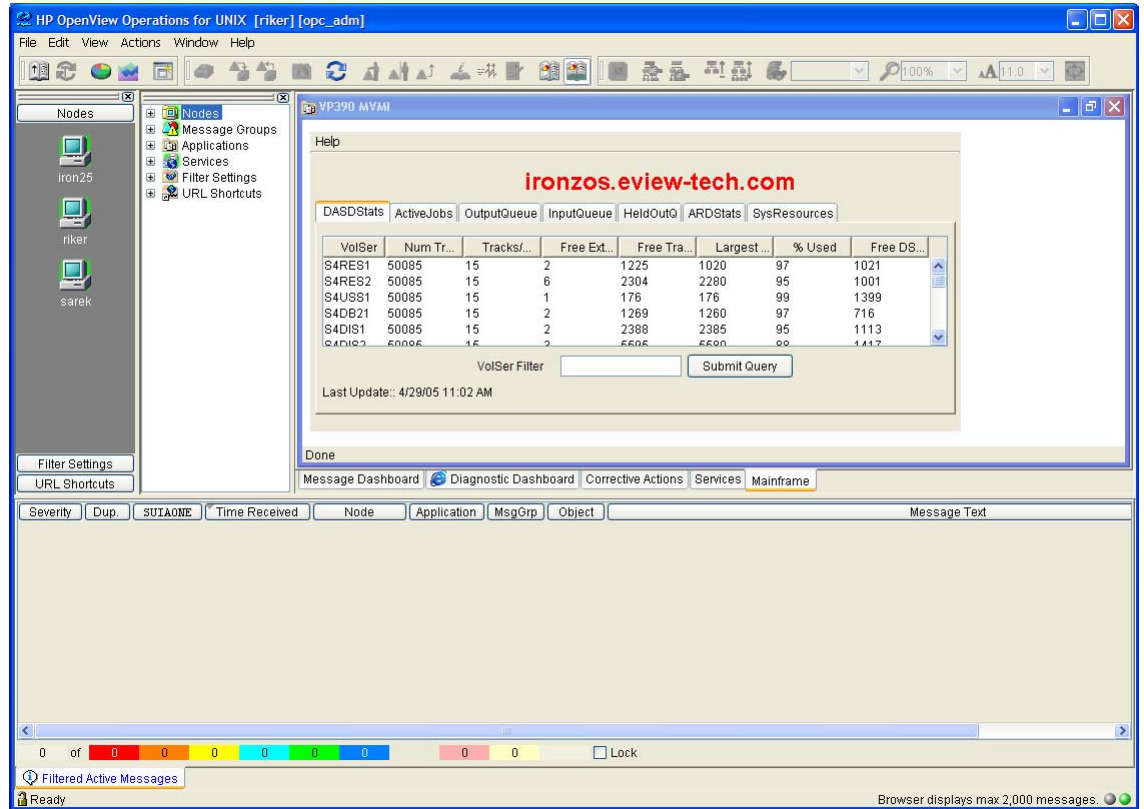 HP OpenView Operations for UNIX [riker] [opc_adm]
File Edit View Actions Window Help
100% 11.0
Nodes
iron25
riker
sarek
Filter Settings
URL Shortcuts
Nodes
Message Groups
Applications
Services
Filter Settings
URL Shortcuts
VP390 MVMI
Help
ironzos.eview-tech.com
DASDStats ActiveJobs OutputQueue InputQueue HeldOutQ ARDStats SysResources
VolSer Num Tr... Tracks/... Free Ext... Free Tra... Largest ... % Used Free DS...
S4RES1 50085 15 2 1225 1020 97 1021
S4RES2 50085 15 6 2304 2280 95 1001
S4USS1 50085 15 1 176 176 99 1399
S4DB21 50085 15 2 1269 1260 97 716
S4DIS1 50085 15 2 2388 2385 95 1113
VolSer Filter Submit Query
Last Update:: 4/29/05 11:02 AM
Done
Message Dashboard Diagnostic Dashboard Corrective Actions Services Mainframe
Severity Dup. SUIAONE Time Received Node Application MsgGrp Object Message Text
0 of 0 0 0 0 0 0 0 0 Lock
Filtered Active Messages
Ready Browser displays max 2,000 messages.